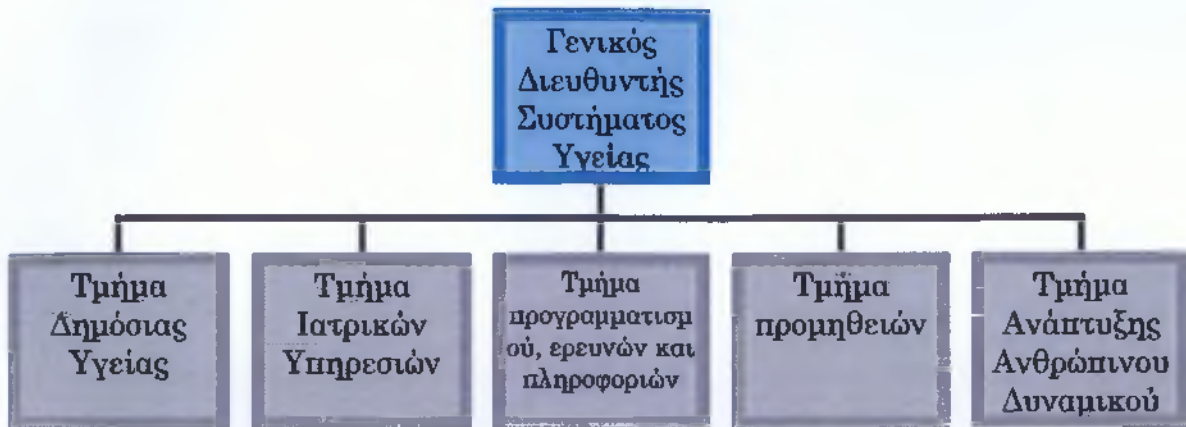 Γενικός
Διευθυντής
Συστήματος
Υγείας
Τμήμα
Δημόσιας
Υγείας
Τμήμα
Ιατρικών
Υπηρεσιών
Τμήμα
προγραμματισμ
ού, ερευνών και
πληροφοριών
Τμήμα
προμηθειών
Τμήμα
Ανάπτυξης
Ανθρώπινου
Δυναμικού